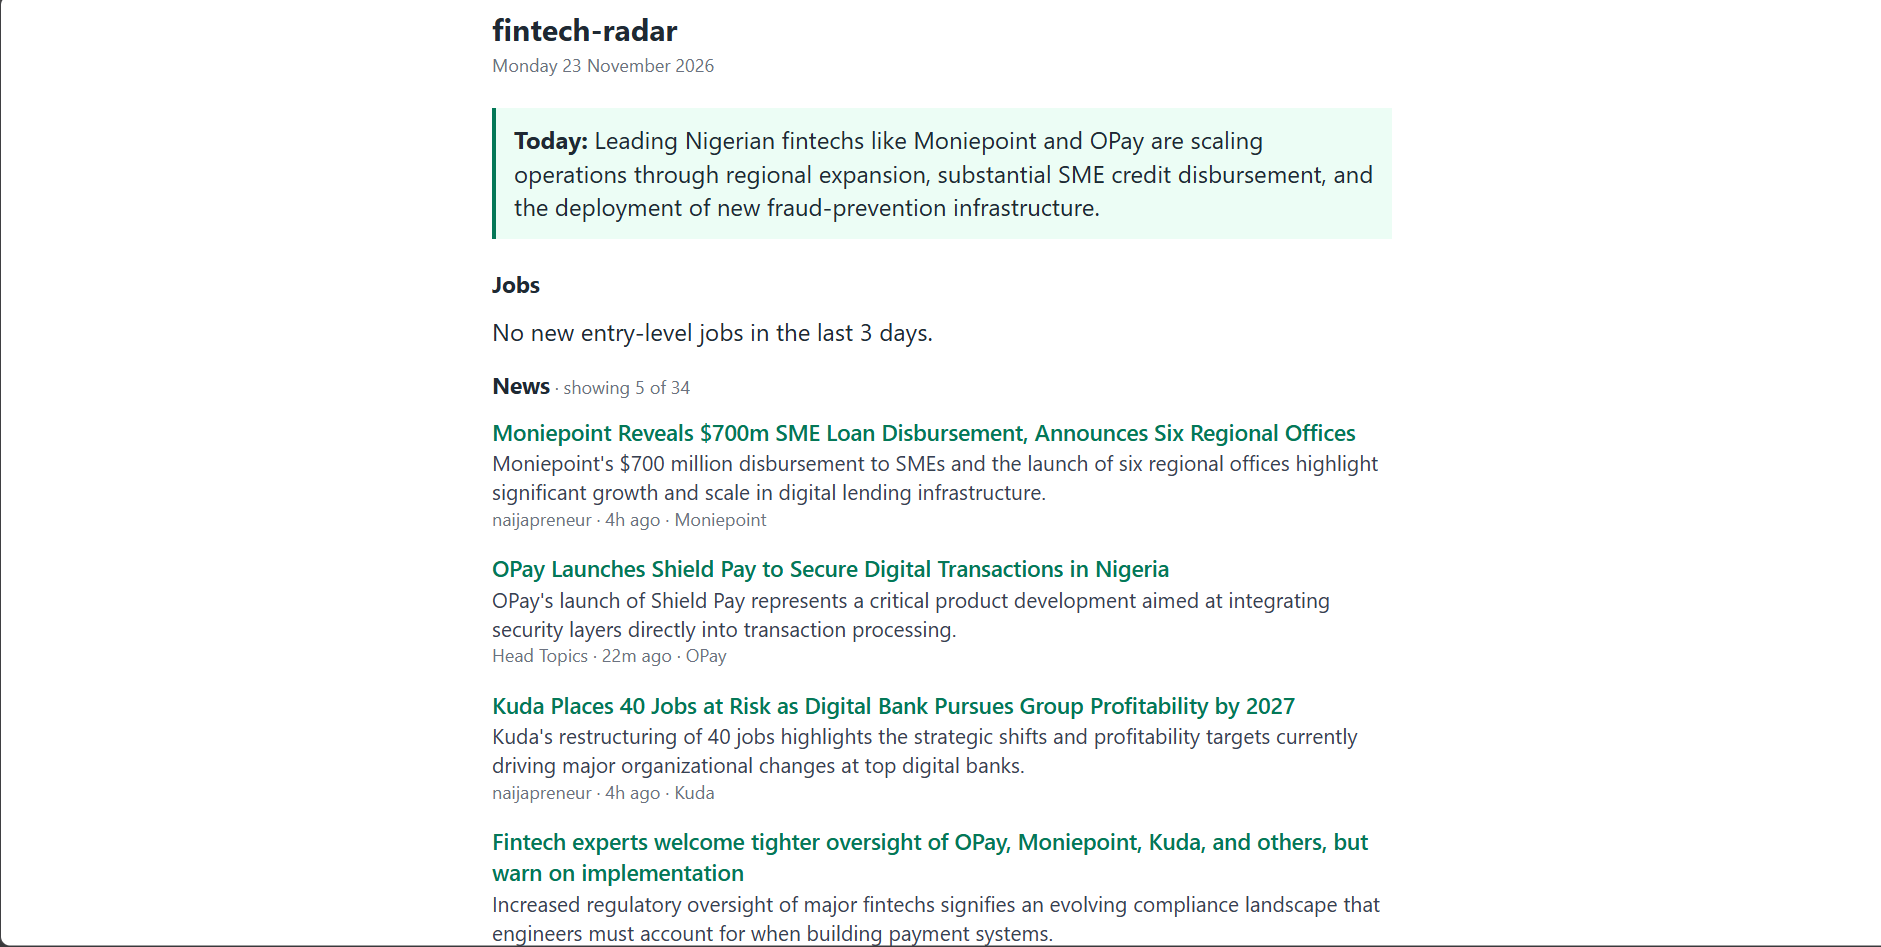 fintech-radar
Monday 23 November 2026
Today: Leading Nigerian fintechs like Moniepoint and OPay are scaling
operations through regional expansion, substantial SME credit disbursement, and
the deployment of new fraud-prevention infrastructure.
Jobs
No new entry-level jobs in the last 3 days.
News · showing 5 of 34
Moniepoint Reveals $700m SME Loan Disbursement, Announces Six Regional Offices
Moniepoint's $700 million disbursement to SMEs and the launch of six regional offices highlight
significant growth and scale in digital lending infrastructure.
naijapreneur · 4h ago · Moniepoint
OPay Launches Shield Pay to Secure Digital Transactions in Nigeria
OPay's launch of Shield Pay represents a critical product development aimed at integrating
security layers directly into transaction processing.
Head Topics · 22m ago · OPay
Kuda Places 40 Jobs at Risk as Digital Bank Pursues Group Profitability by 2027
Kuda's restructuring of 40 jobs highlights the strategic shifts and profitability targets currently
driving major organizational changes at top digital banks.
naijapreneur · 4h ago · Kuda
Fintech experts welcome tighter oversight of OPay, Moniepoint, Kuda, and others, but
warn on implementation
Increased regulatory oversight of major fintechs signifies an evolving compliance landscape that
engineers must account for when building payment systems.